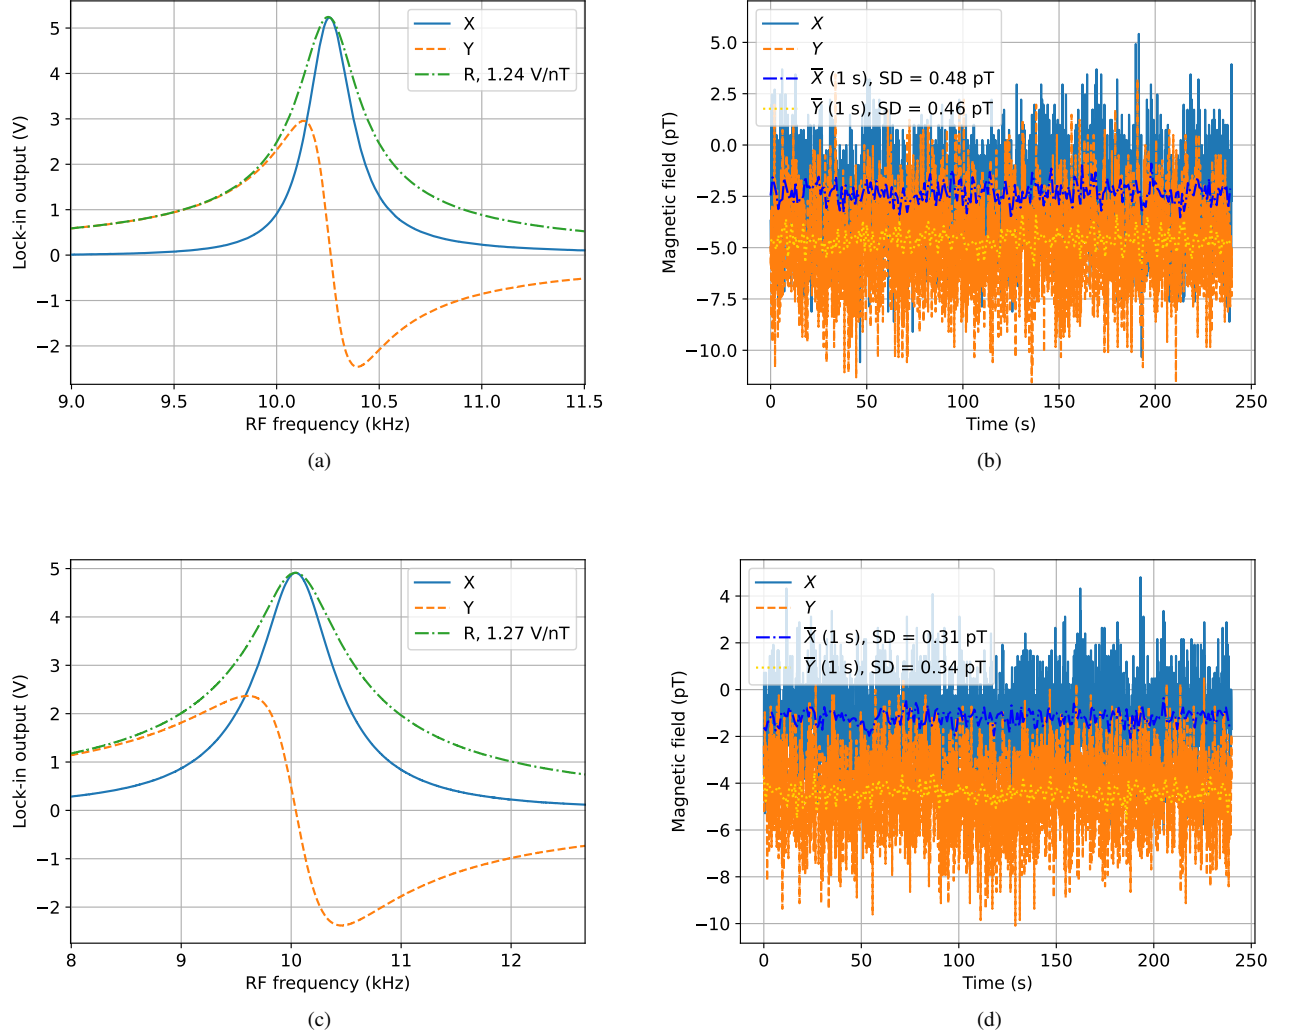 X
Y
R, 1.24 V/nT
5
4
3
2
1
0
−1
−2
Lock-in output (V)
9.0 9.5 10.0 10.5 11.0 11.5
RF frequency (kHz)
(a)
X
Y
X̅ (1 s), SD = 0.48 pT
Y̅ (1 s), SD = 0.46 pT
5.0
2.5
0.0
−2.5
−5.0
−7.5
−10.0
Magnetic field (pT)
0 50 100 150 200 250
Time (s)
(b)
X
Y
R, 1.27 V/nT
5
4
3
2
1
0
−1
−2
Lock-in output (V)
8 9 10 11 12
RF frequency (kHz)
(c)
X
Y
X̅ (1 s), SD = 0.31 pT
Y̅ (1 s), SD = 0.34 pT
4
2
0
−2
−4
−6
−8
−10
Magnetic field (pT)
0 50 100 150 200 250
Time (s)
(d)